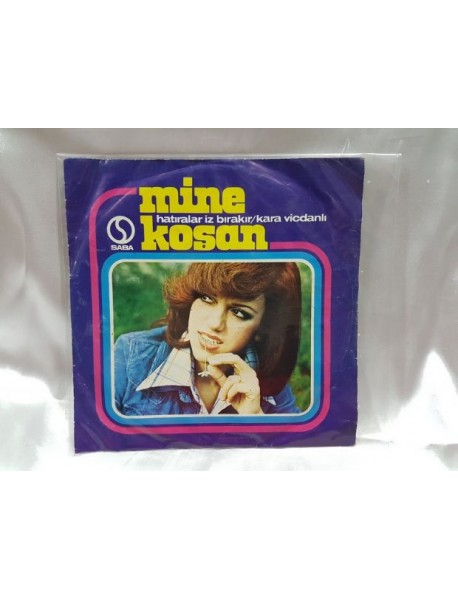 mine
hatıralar iz bırakır/kara vicdanlı
koşan
SABA